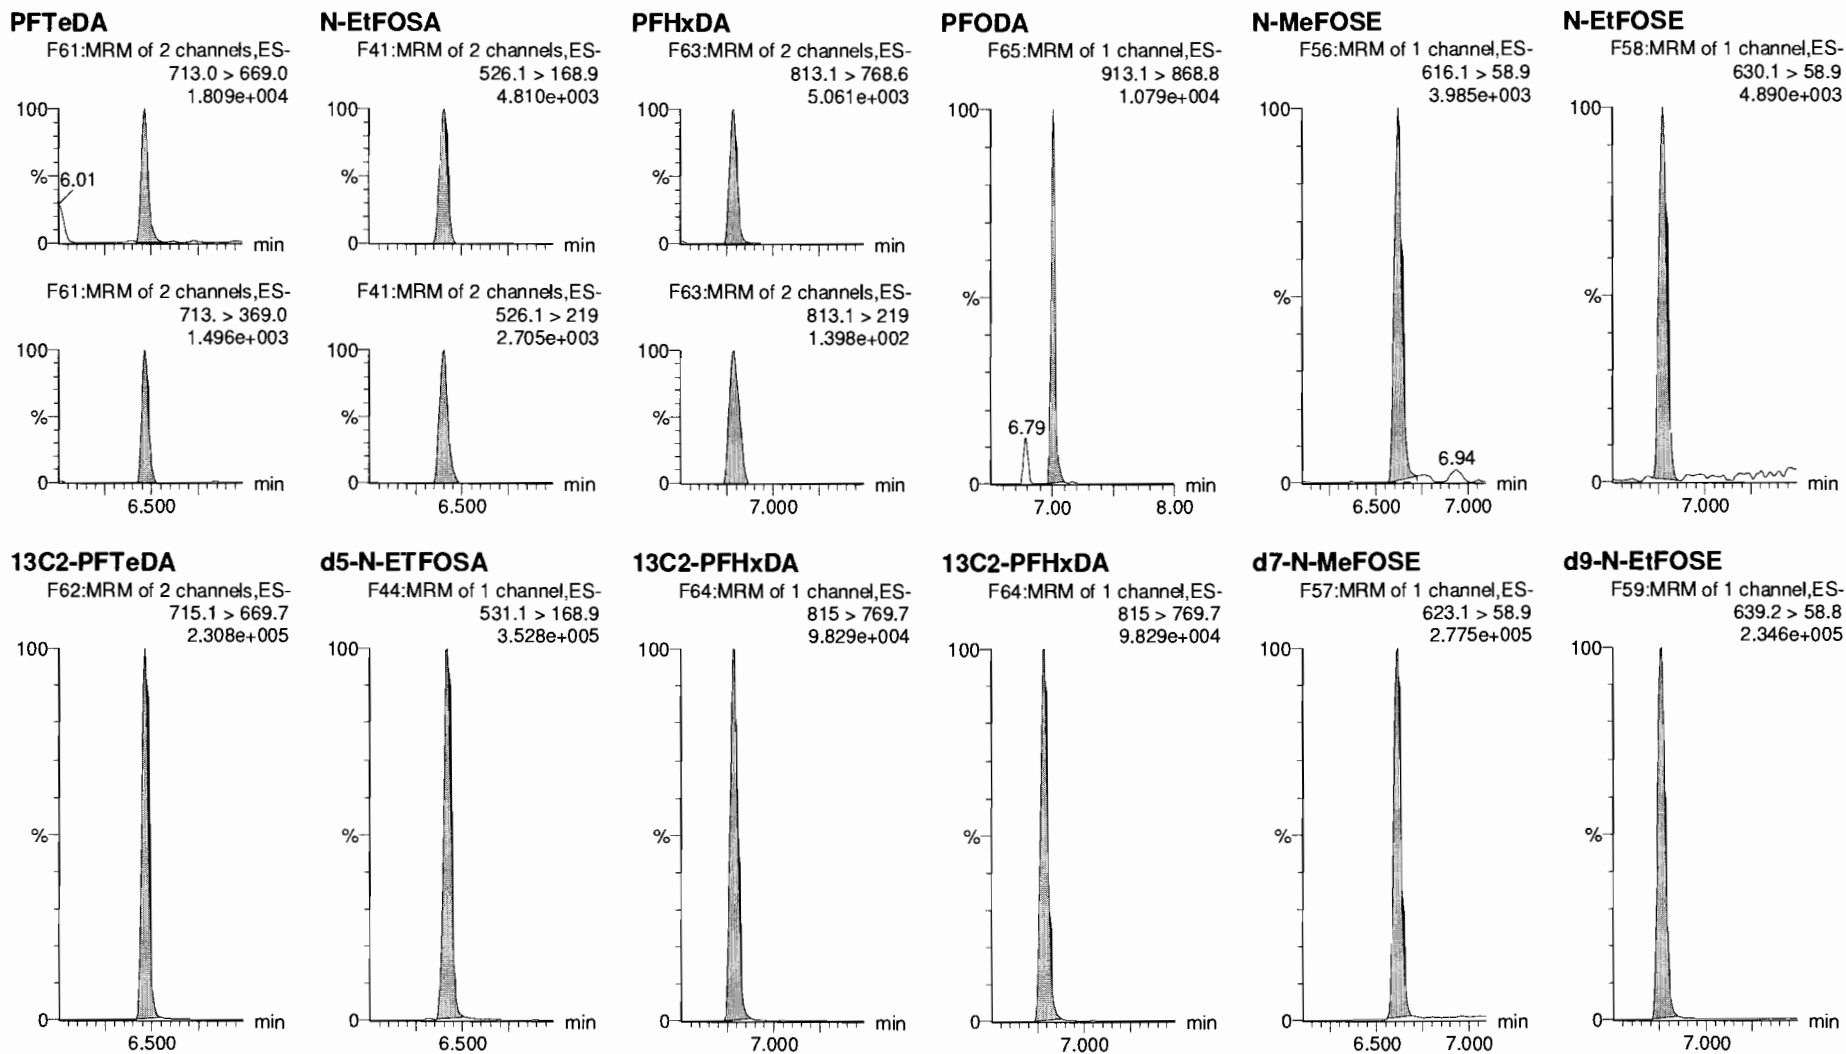 PFTeDA
F61:MRM of 2 channels,ES-
713.0 > 669.0
1.809e+004
100
%
6.01
0
min
F61:MRM of 2 channels,ES-
713. > 369.0
1.496e+003
100
%
0
min
6.500
N-EtFOSA
F41:MRM of 2 channels,ES-
526.1 > 168.9
4.810e+003
100
%
0
min
F41:MRM of 2 channels,ES-
526.1 > 219
2.705e+003
100
%
0
min
6.500
PFHxDA
F63:MRM of 2 channels,ES-
813.1 > 768.6
5.061e+003
100
%
0
min
F63:MRM of 2 channels,ES-
813.1 > 219
1.398e+002
100
%
0
min
7.000
PFODA
F65:MRM of 1 channel,ES-
913.1 > 868.8
1.079e+004
100
%
6.79
0
min
7.00 8.00
N-MeFOSE
F56:MRM of 1 channel,ES-
616.1 > 58.9
3.985e+003
100
%
6.94
0
min
6.500 7.000
N-EtFOSE
F58:MRM of 1 channel,ES-
630.1 > 58.9
4.890e+003
100
%
0
min
7.000
13C2-PFTeDA
F62:MRM of 2 channels,ES-
715.1 > 669.7
2.308e+005
100
%
0
min
6.500
d5-N-ETFOSA
F44:MRM of 1 channel,ES-
531.1 > 168.9
3.528e+005
100
%
0
min
6.500
13C2-PFHxDA
F64:MRM of 1 channel,ES-
815 > 769.7
9.829e+004
100
%
0
min
7.000
13C2-PFHxDA
F64:MRM of 1 channel,ES-
815 > 769.7
9.829e+004
100
%
0
min
7.000
d7-N-MeFOSE
F57:MRM of 1 channel,ES-
623.1 > 58.9
2.775e+005
100
%
0
min
6.500 7.000
d9-N-EtFOSE
F59:MRM of 1 channel,ES-
639.2 > 58.8
2.346e+005
100
%
0
min
7.000